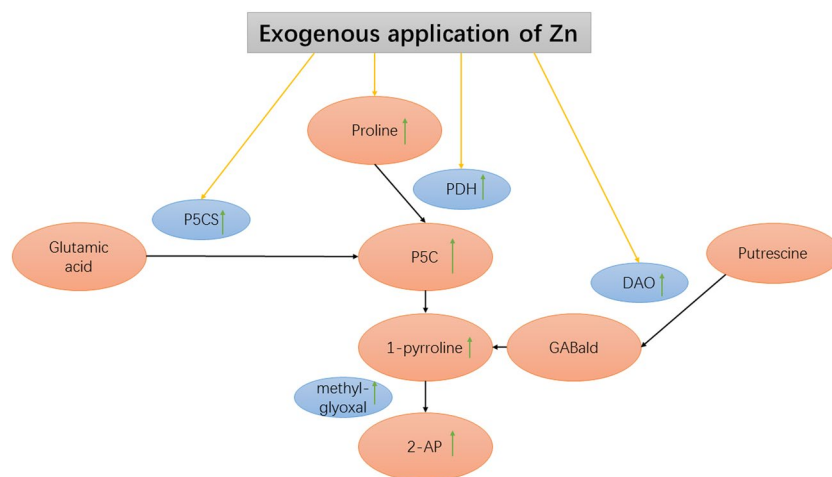 Exogenous application of Zn
Proline
PDH
P5CS
Glutamic
acid
P5C
Putrescine
DAO
1-pyrroline
GABald
methyl-
glyoxal
2-AP